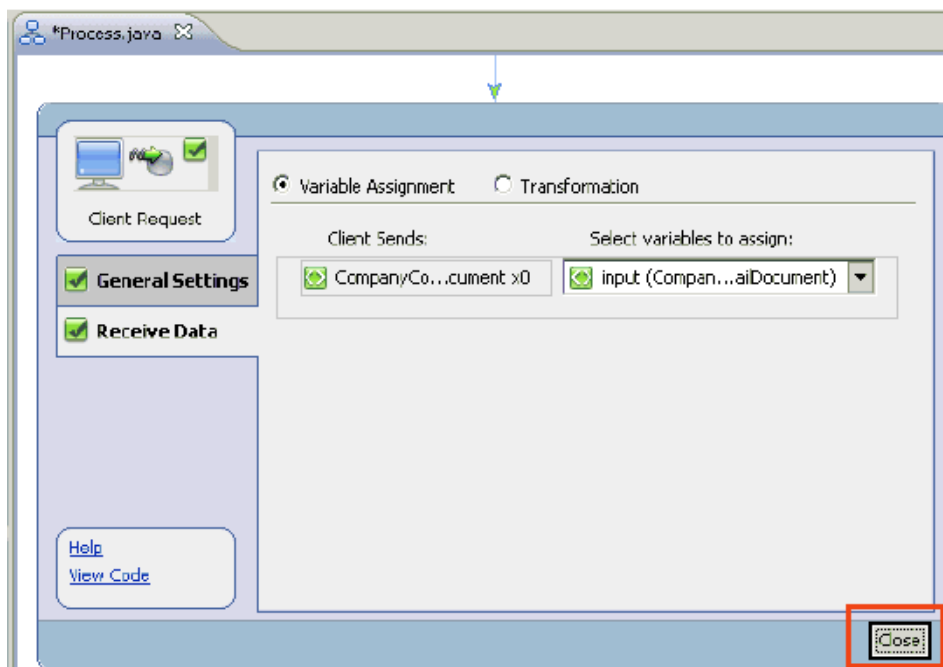 *Process.java
Client Request
Variable Assignment Transformation
Client Sends: Select variables to assign:
CompanyCo...cument x0 input (Compan...aiDocument)
General Settings
Receive Data
Help
View Code
Close